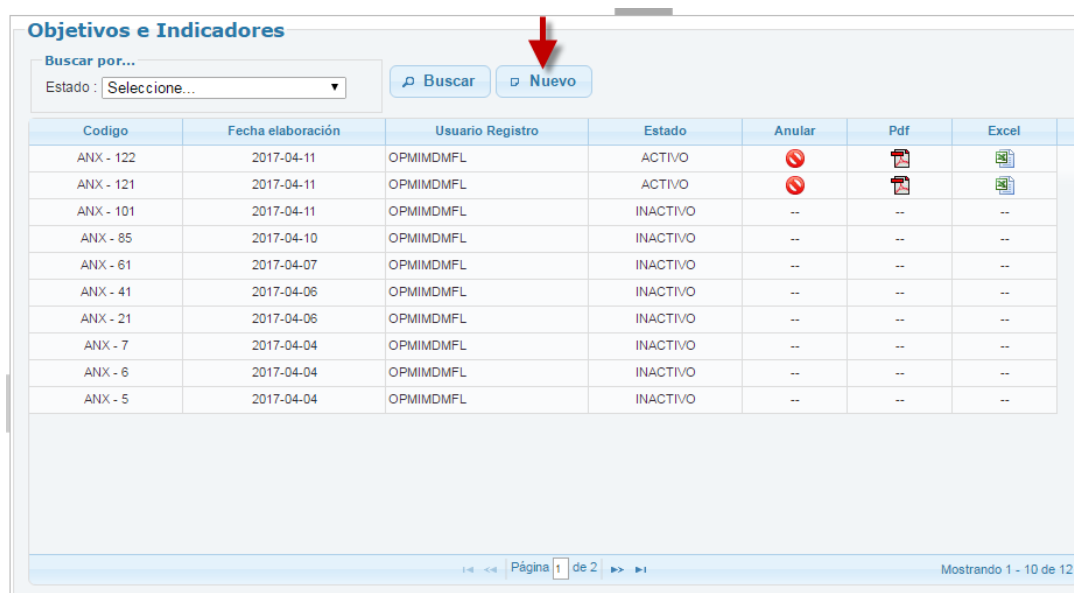 Objetivos e Indicadores
Buscar por...
Estado : Seleccione... Buscar Nuevo
Codigo Fecha elaboración Usuario Registro Estado Anular Pdf Excel
ANX - 122 2017-04-11 OPMIMDMFL ACTIVO
ANX - 121 2017-04-11 OPMIMDMFL ACTIVO
ANX - 101 2017-04-11 OPMIMDMFL INACTIVO -- -- --
ANX - 85 2017-04-10 OPMIMDMFL INACTIVO -- -- --
ANX - 61 2017-04-07 OPMIMDMFL INACTIVO -- -- --
ANX - 41 2017-04-06 OPMIMDMFL INACTIVO -- -- --
ANX - 21 2017-04-06 OPMIMDMFL INACTIVO -- -- --
ANX - 7 2017-04-04 OPMIMDMFL INACTIVO -- -- --
ANX - 6 2017-04-04 OPMIMDMFL INACTIVO -- -- --
ANX - 5 2017-04-04 OPMIMDMFL INACTIVO -- -- --
Página 1 de 2 Mostrando 1 - 10 de 12